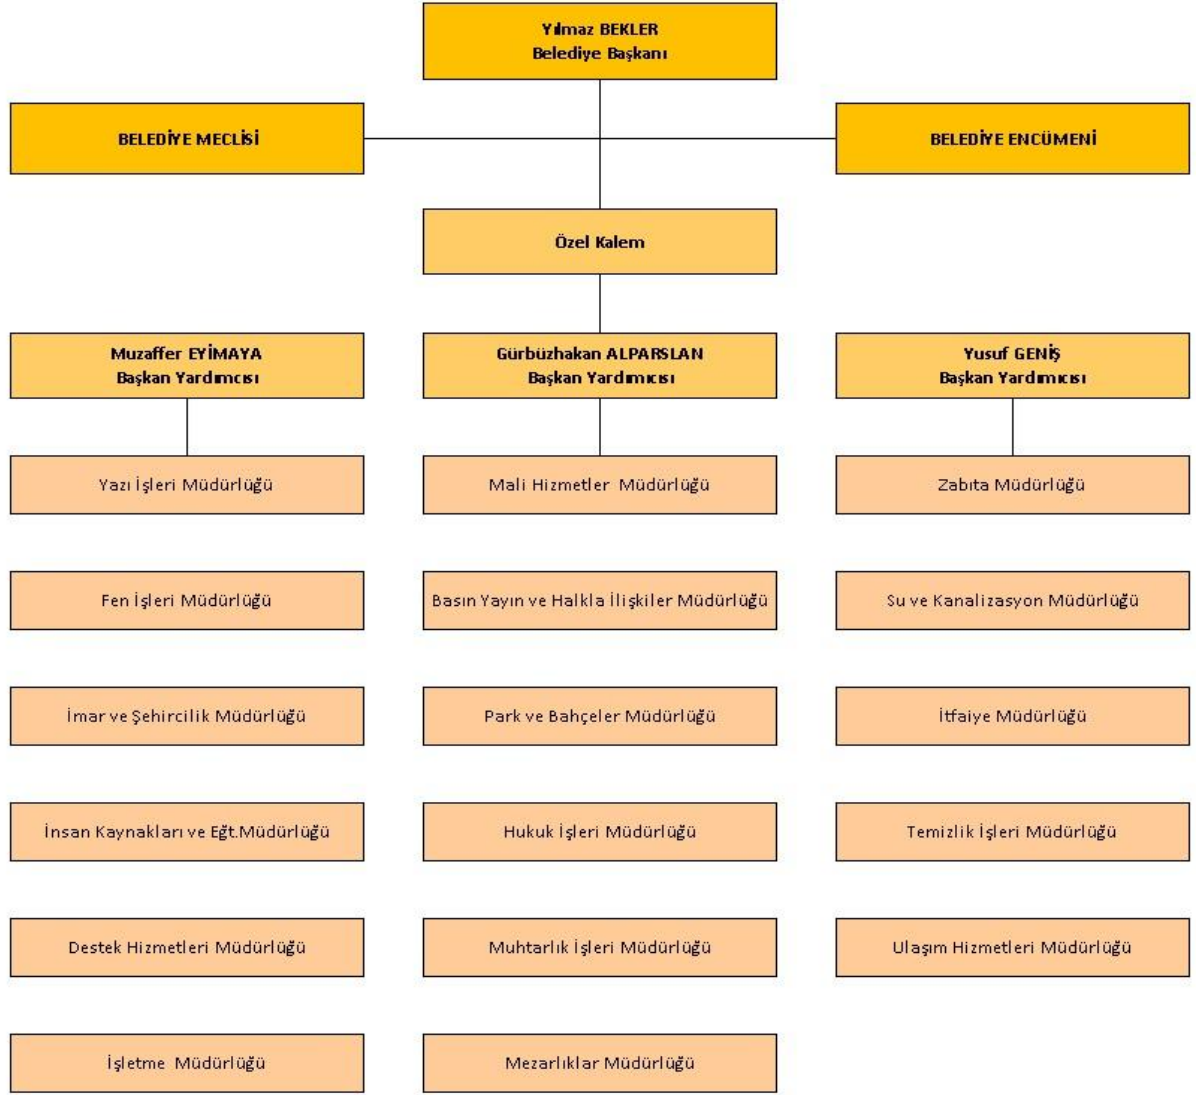 Yılmaz BEKLER
Belediye Başkanı
BELEDİYE MECLİSİ
BELEDİYE ENCÜMENİ
Özel Kalem
Muzaffer EYİMAYA
Başkan Yardımcısı
Gürbüzhakan ALPARSLAN
Başkan Yardımıcısı
Yusuf GENİŞ
Başkan Yardımıcısı
Yazı İşleri Müdürlüğü
Mali Hizmetler Müdürlüğü
Zabıta Müdürlüğü
Fen İşleri Müdürlüğü
Basın Yayın ve Halkla İlişkiler Müdürlüğü
Su ve Kanalizasyon Müdürlüğü
İmar ve Şehircilik Müdürlüğü
Park ve Bahçeler Müdürlüğü
İtfaiye Müdürlüğü
İnsan Kaynakları ve Eğt.Müdürlüğü
Hukuk İşleri Müdürlüğü
Temizlik İşleri Müdürlüğü
Destek Hizmetleri Müdürlüğü
Muhtarlık İşleri Müdürlüğü
Ulaşım Hizmetleri Müdürlüğü
İşletme Müdürlüğü
Mezarlıklar Müdürlüğü